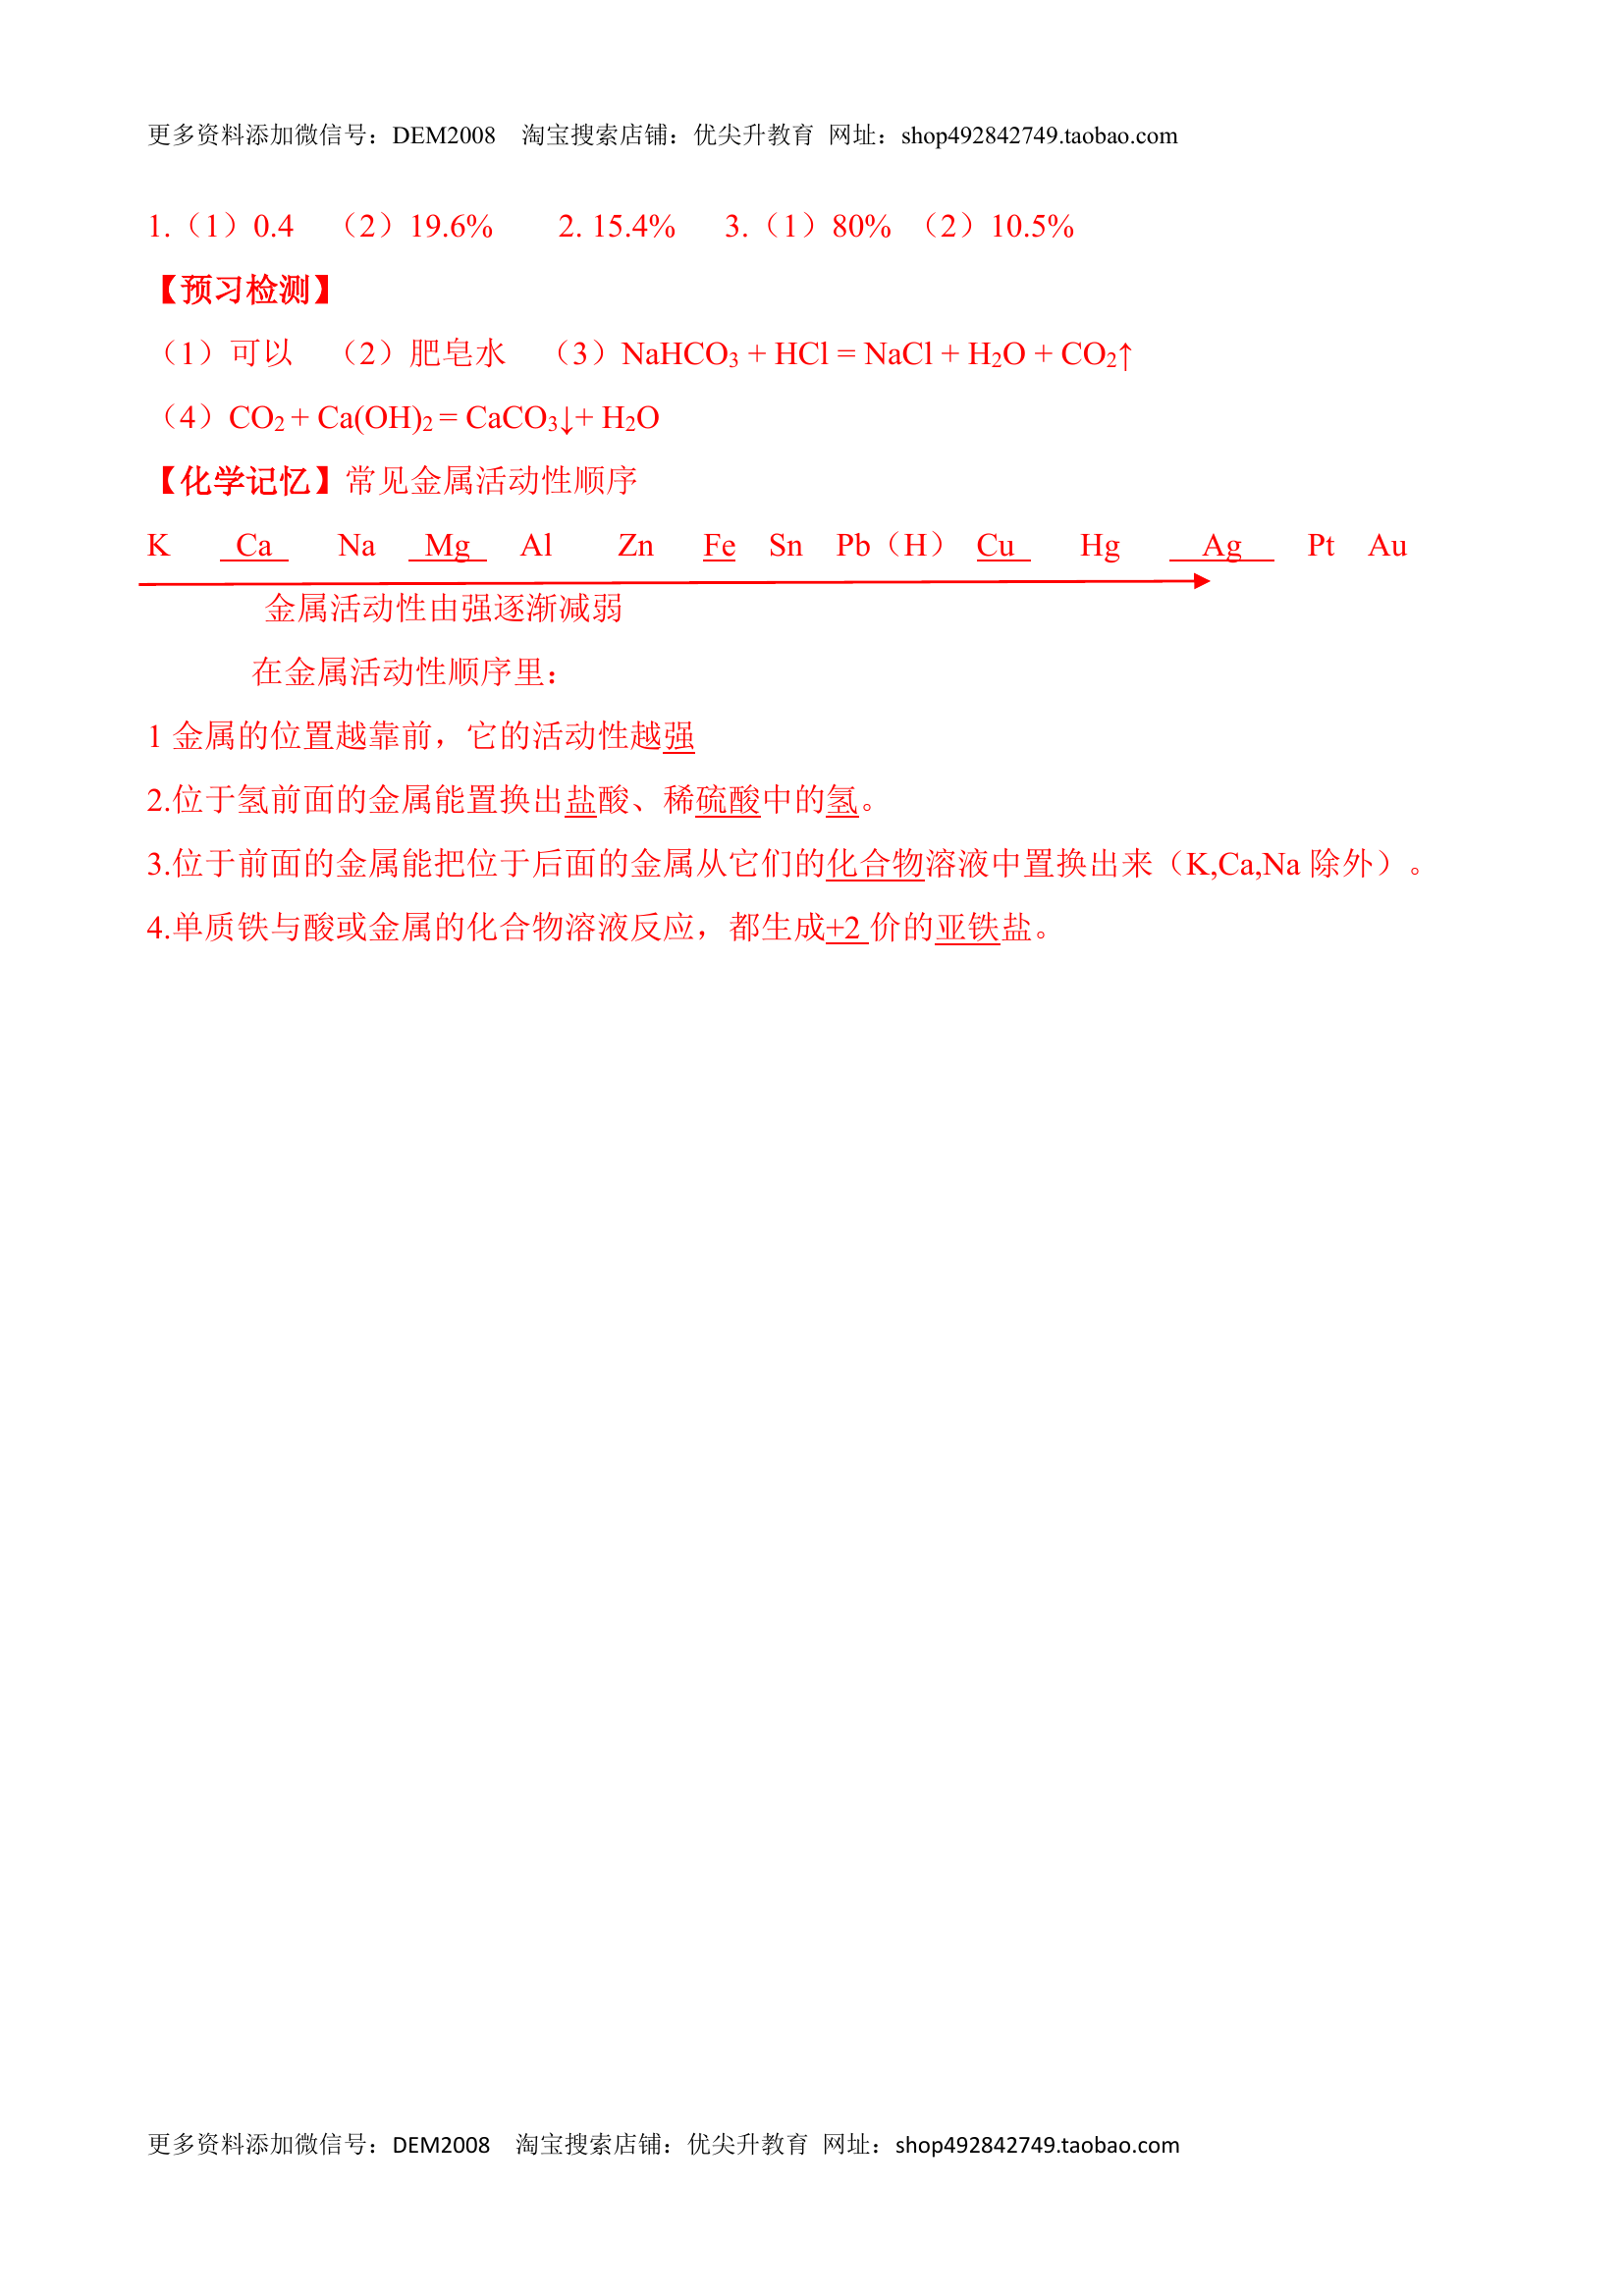 更多资料添加微信号：DEM2008 淘宝搜索店铺：优尖升教育 网址：shop492842749.taobao.com
1.（1）0.4 （2）19.6% 2. 15.4% 3.（1）80% （2）10.5%
【预习检测】
（1）可以 （2）肥皂水 （3）NaHCO₃ + HCl = NaCl + H₂O + CO₂↑
（4）CO₂ + Ca(OH)₂ = CaCO₃↓+ H₂O
【化学记忆】常见金属活动性顺序
K Ca Na Mg Al Zn Fe Sn Pb（H） Cu Hg Ag Pt Au
金属活动性由强逐渐减弱
在金属活动性顺序里：
1 金属的位置越靠前，它的活动性越强
2.位于氢前面的金属能置换出盐酸、稀硫酸中的氢。
3.位于前面的金属能把位于后面的金属从它们的化合物溶液中置换出来（K,Ca,Na 除外）。
4.单质铁与酸或金属的化合物溶液反应，都生成+2 价的亚铁盐。
更多资料添加微信号：DEM2008 淘宝搜索店铺：优尖升教育 网址：shop492842749.taobao.com